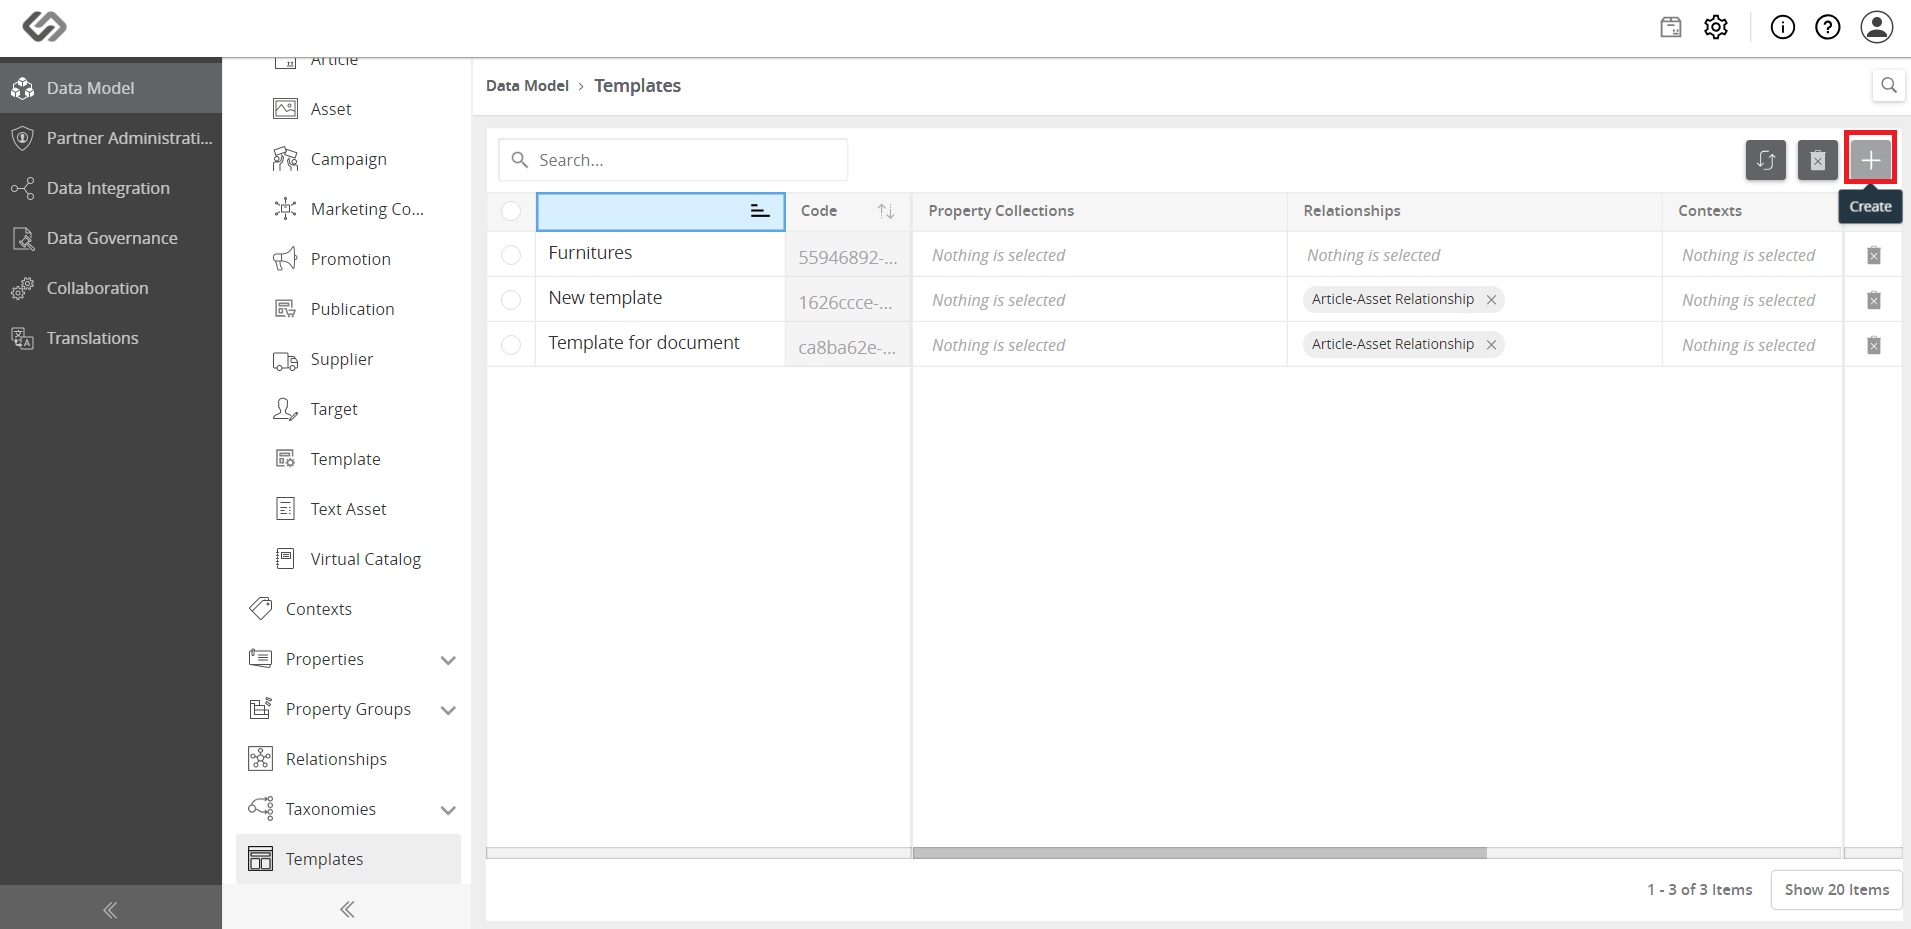 Data Model
Partner Administrati...
Data Integration
Data Governance
Collaboration
Translations
Article
Asset
Campaign
Marketing Co...
Promotion
Publication
Supplier
Target
Template
Text Asset
Virtual Catalog
Contexts
Properties
Property Groups
Relationships
Taxonomies
Templates
Data Model › Templates
Search...
Create
Code Property Collections Relationships Contexts
Furnitures 55946892-... Nothing is selected Nothing is selected Nothing is selected
New template 1626ccce-... Nothing is selected Article-Asset Relationship Nothing is selected
Template for document ca8ba62e-... Nothing is selected Article-Asset Relationship Nothing is selected
1 - 3 of 3 Items Show 20 Items